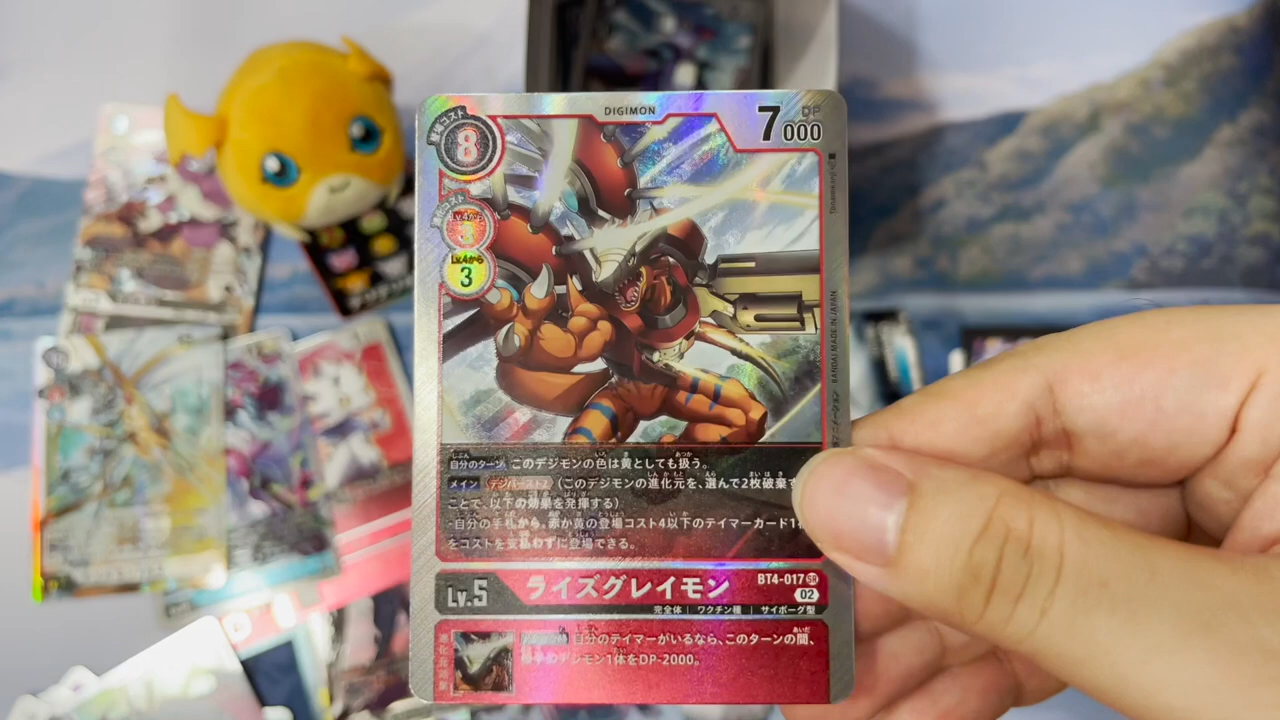 DIGIMON
DP
7000
登場コスト
8
Lv.4から
Lv.4から
3
BANDAI MADE IN JAPAN
自分のターン このデジモンの色は黄としても扱う。
メイン デジバースト2 (このデジモンの進化元を、選んで2枚破棄す
ことで、以下の効果を発揮する)
・自分の手札から、赤か黄の登場コスト4以下のテイマーカード1
をコストを支払わずに登場できる。
Lv.5
ライズグレイモン
BT4-017 SR
02
完全体 | ワクチン種 | サイボーグ型
進化元効果
自分のテイマーがいるなら、このターンの間、
のデジモン1体をDP-2000。